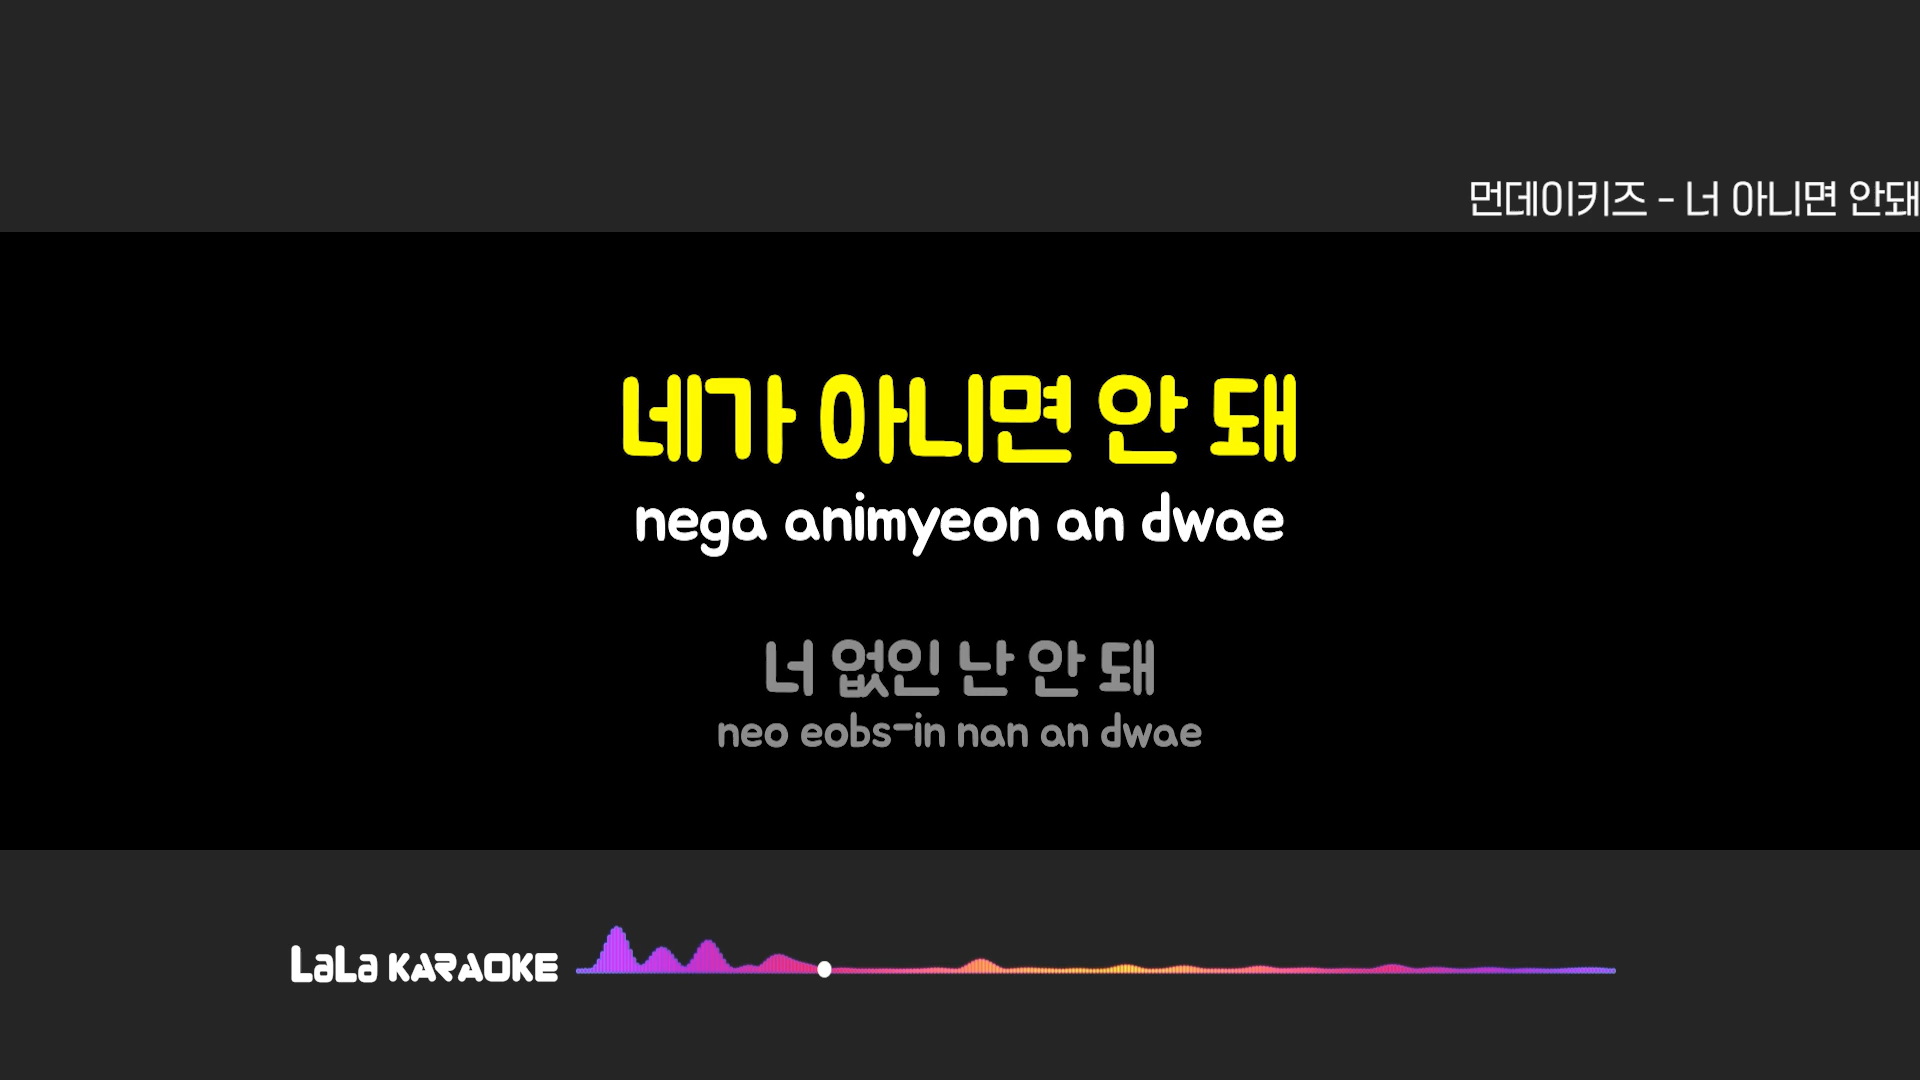 먼데이키즈 - 너 아니면 안돼
네가 아니면 안 돼
nega animyeon an dwae
너 없인 난 안 돼
neo eobs-in nan an dwae
LaLa KARAOKE